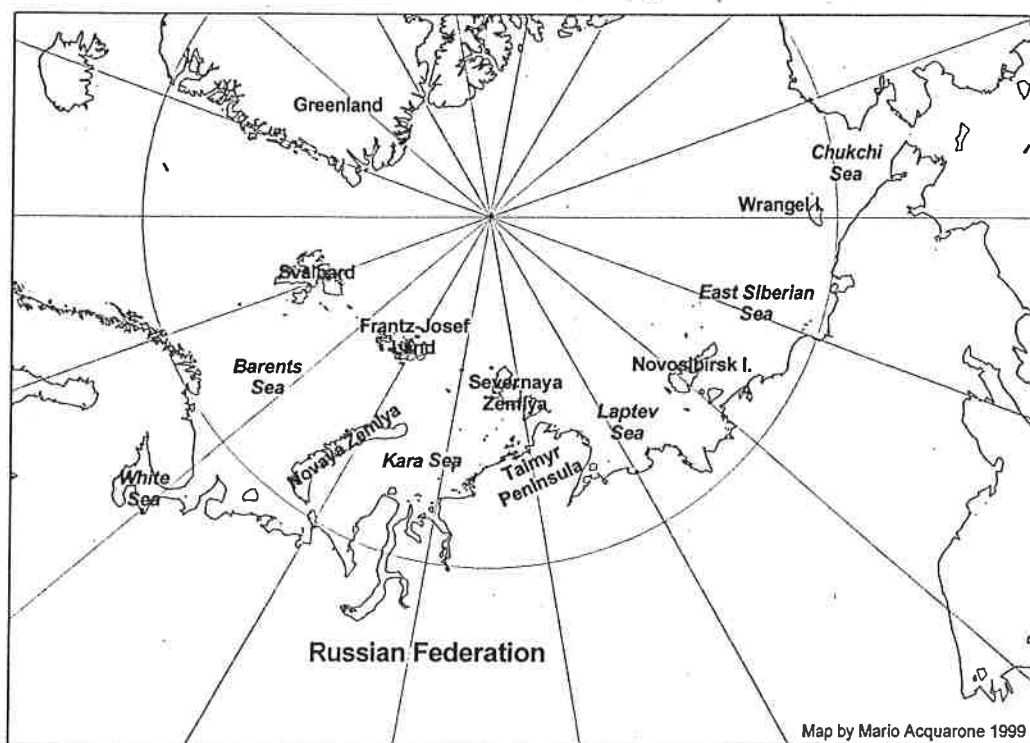 Greenland
Chukchi
Sea
Wrangel I.
Svalbard
East Siberian
Sea
Frantz Josef
Land
Barents
Sea
Novosibirsk I.
Severnaya
Zemlya
Laptev
Sea
Novaya Zemlya
Kara Sea
Taimyr
Peninsula
White
Sea
Russian Federation
Map by Mario Acquarone 1999